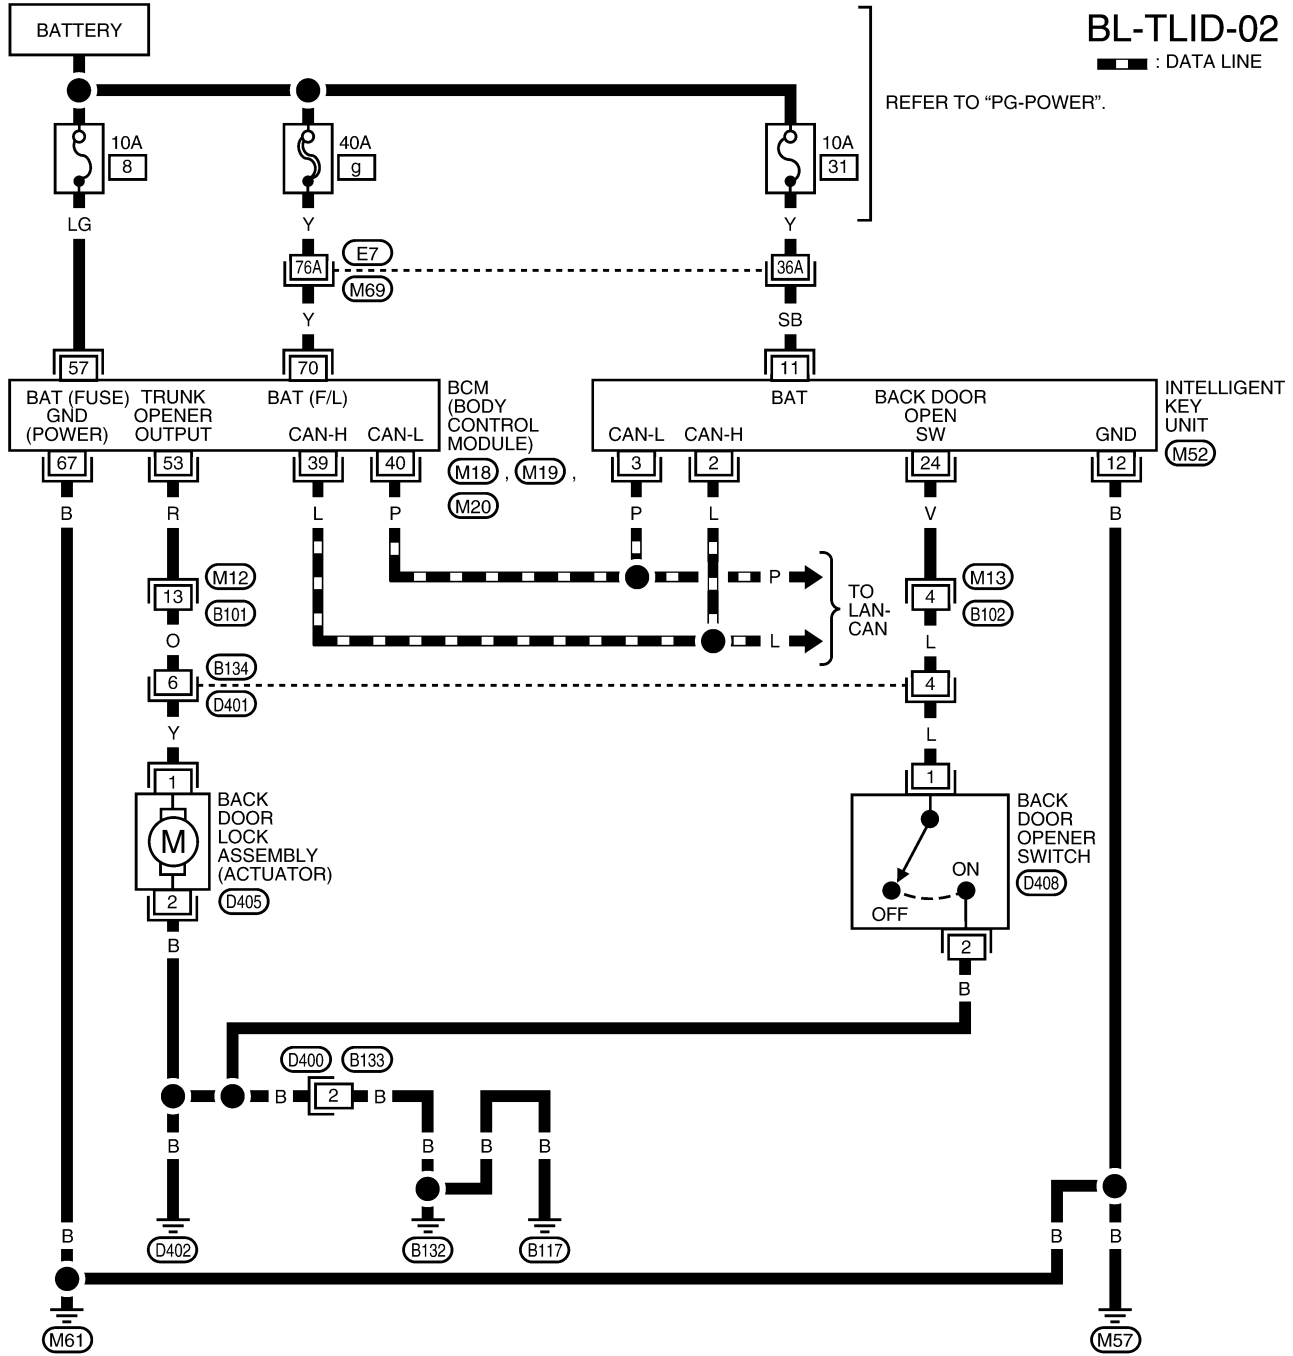 BATTERY
BL-TLID-02
: DATA LINE
REFER TO “PG-POWER”.
10A
8
40A
g
10A
31
LG
Y
Y
76A
E7
M69
36A
Y
SB
57
70
11
BAT (FUSE)
GND
(POWER)
TRUNK
OPENER
OUTPUT
BAT (F/L)
CAN-H
CAN-L
BCM
(BODY
CONTROL
MODULE)
M18 , M19 ,
M20
BAT
BACK DOOR
OPEN
SW
CAN-L
CAN-H
GND
INTELLIGENT
KEY
UNIT
M52
67
53
39
40
3
2
24
12
B
R
L
P
P
L
V
B
13
M12
B101
P
L
TO
LAN-
CAN
4
M13
B102
O
L
6
B134
D401
4
Y
L
1
1
BACK
DOOR
LOCK
ASSEMBLY
(ACTUATOR)
D405
M
2
BACK
DOOR
OPENER
SWITCH
D408
ON
OFF
2
B
B
D400
B133
B
2
B
B
B
B
B
D402
B132
B117
B
B
B
M61
M57